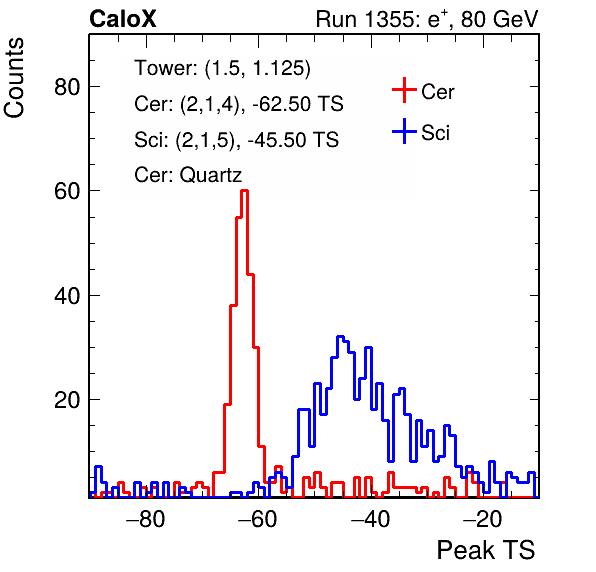 CaloX Run 1355: e⁺, 80 GeV
Counts
Tower: (1.5, 1.125)
Cer: (2,1,4), -62.50 TS
Sci: (2,1,5), -45.50 TS
Cer: Quartz
Cer
Sci
80
60
40
20
−80 −60 −40 −20
Peak TS